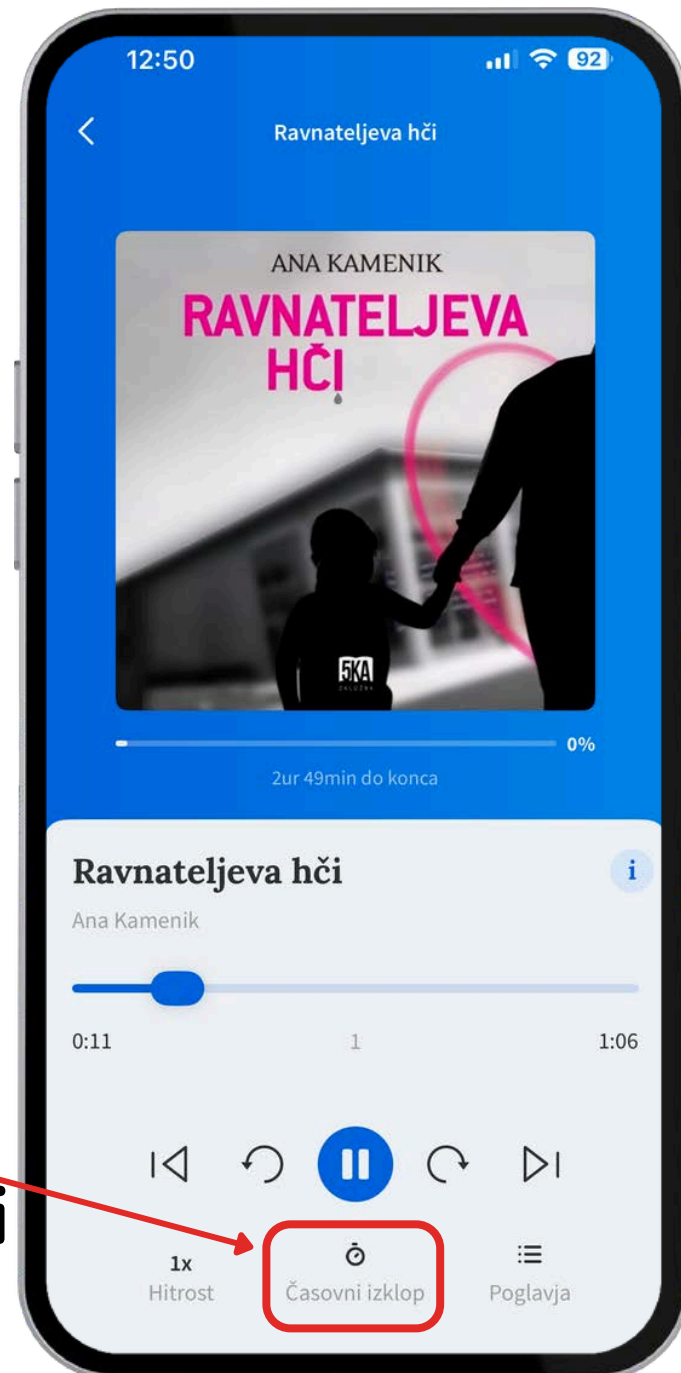 12:50
92
Ravnateljeva hči
ANA KAMENIK
RAVNATELJEVA
HČI
5KA
ZALOŽBA
0%
2ur 49min do konca
Ravnateljeva hči
i
Ana Kamenik
0:11 1 1:06
1x
Hitrost Časovni izklop Poglavja